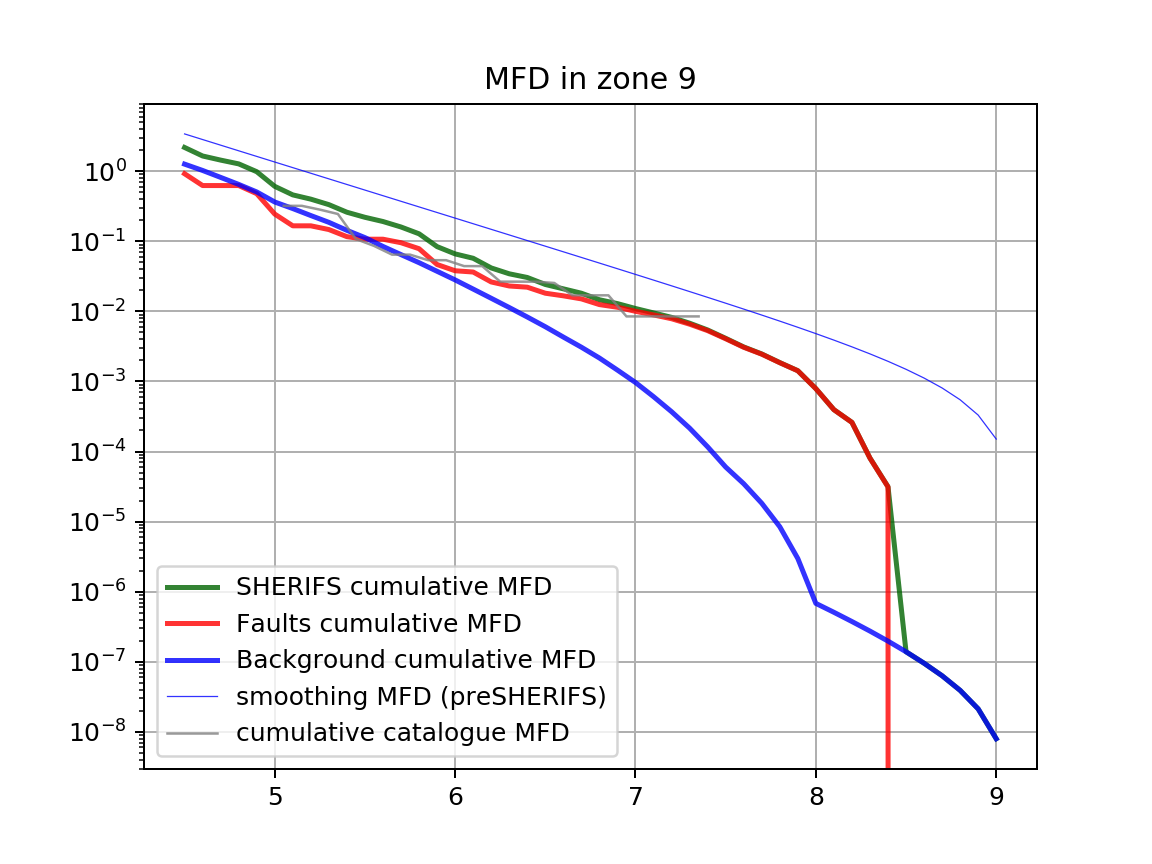 MFD in zone 9
10⁰
10⁻¹
10⁻²
10⁻³
10⁻⁴
10⁻⁵
10⁻⁶
10⁻⁷
10⁻⁸
SHERIFS cumulative MFD
Faults cumulative MFD
Background cumulative MFD
smoothing MFD (preSHERIFS)
cumulative catalogue MFD
5 6 7 8 9